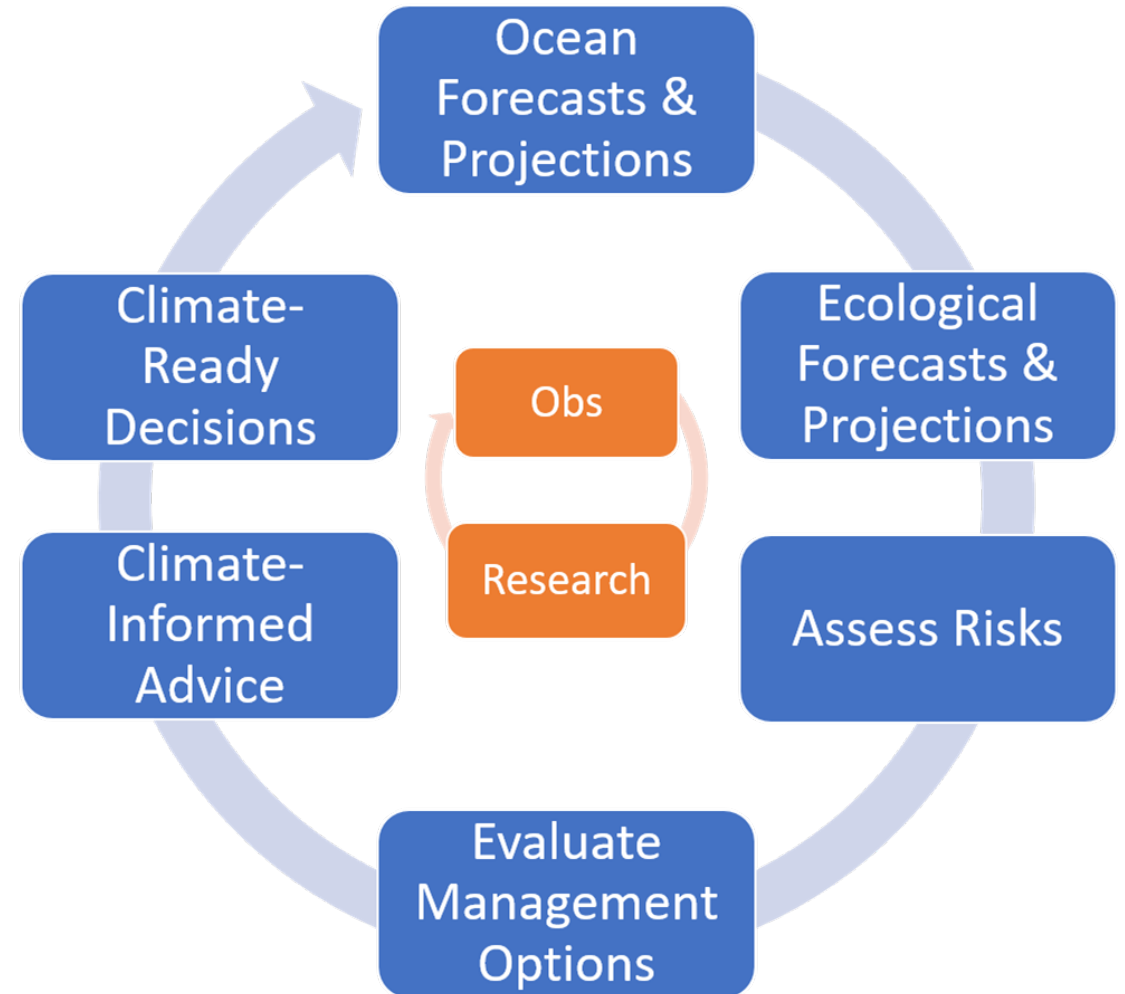 Ocean
Forecasts &
Projections
Ecological
Forecasts &
Projections
Assess Risks
Evaluate
Management
Options
Climate-
Informed
Advice
Climate-
Ready
Decisions
Obs
Research